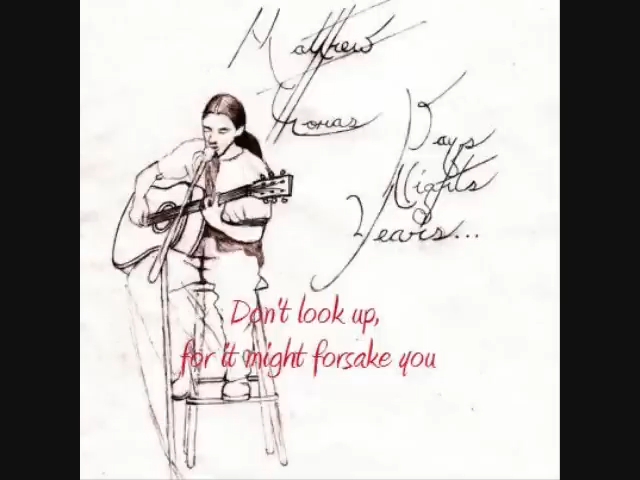 Matthew
Thomas
Days
Nights
& Years...
Don't look up,
for it might forsake you